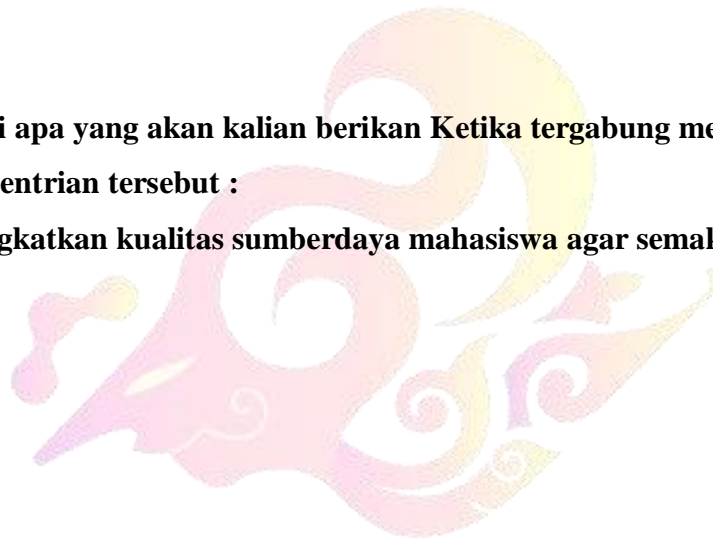 i apa yang akan kalian berikan Ketika tergabung me
entrian tersebut :
gkatkan kualitas sumberdaya mahasiswa agar semak